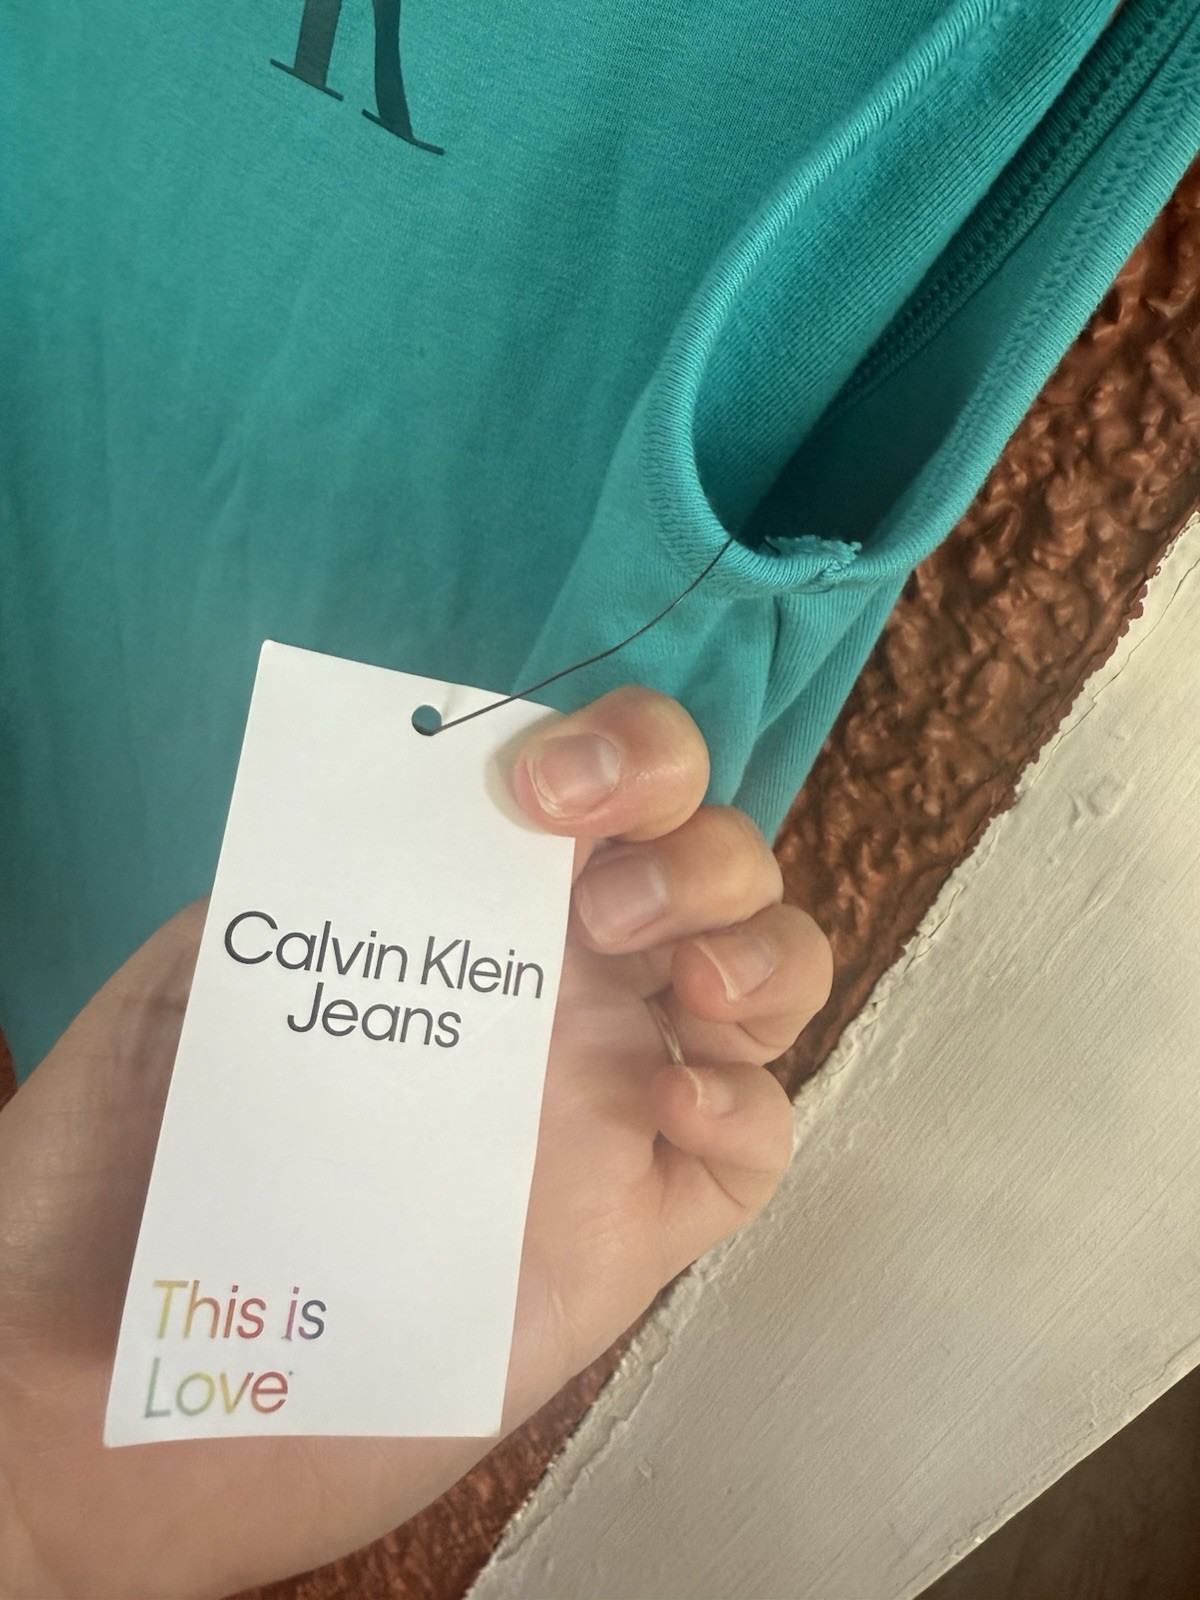 Calvin Klein
Jeans
This is
Love